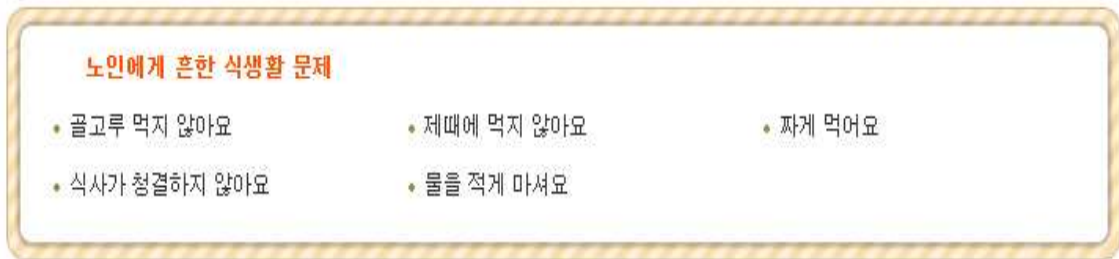 노인에게 흔한 식생활 문제
• 골고루 먹지 않아요 • 제때에 먹지 않아요 • 짜게 먹어요
• 식사가 청결하지 않아요 • 물을 적게 마셔요